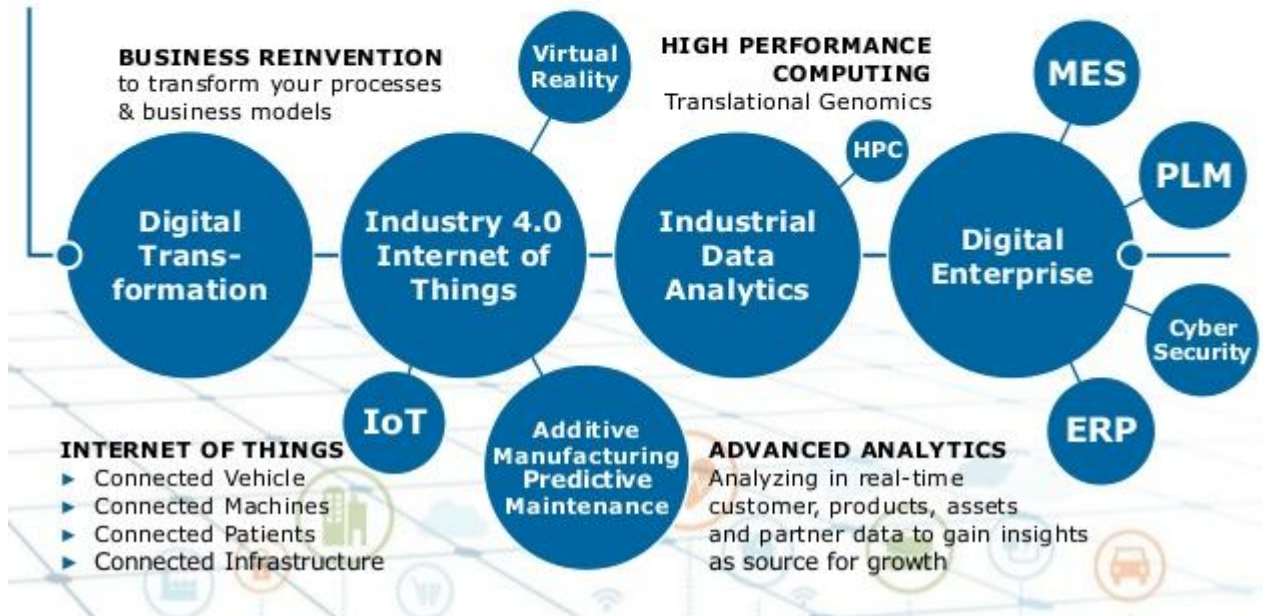 BUSINESS REINVENTION
to transform your processes
& business models
Virtual
Reality
HIGH PERFORMANCE
COMPUTING
Translational Genomics
HPC
MES
PLM
Digital
Trans-
formation
Industry 4.0
Internet of
Things
Industrial
Data
Analytics
Digital
Enterprise
Cyber
Security
ERP
IoT
Additive
Manufacturing
Predictive
Maintenance
INTERNET OF THINGS
► Connected Vehicle
► Connected Machines
► Connected Patients
► Connected Infrastructure
ADVANCED ANALYTICS
Analyzing in real-time
customer, products, assets
and partner data to gain insights
as source for growth